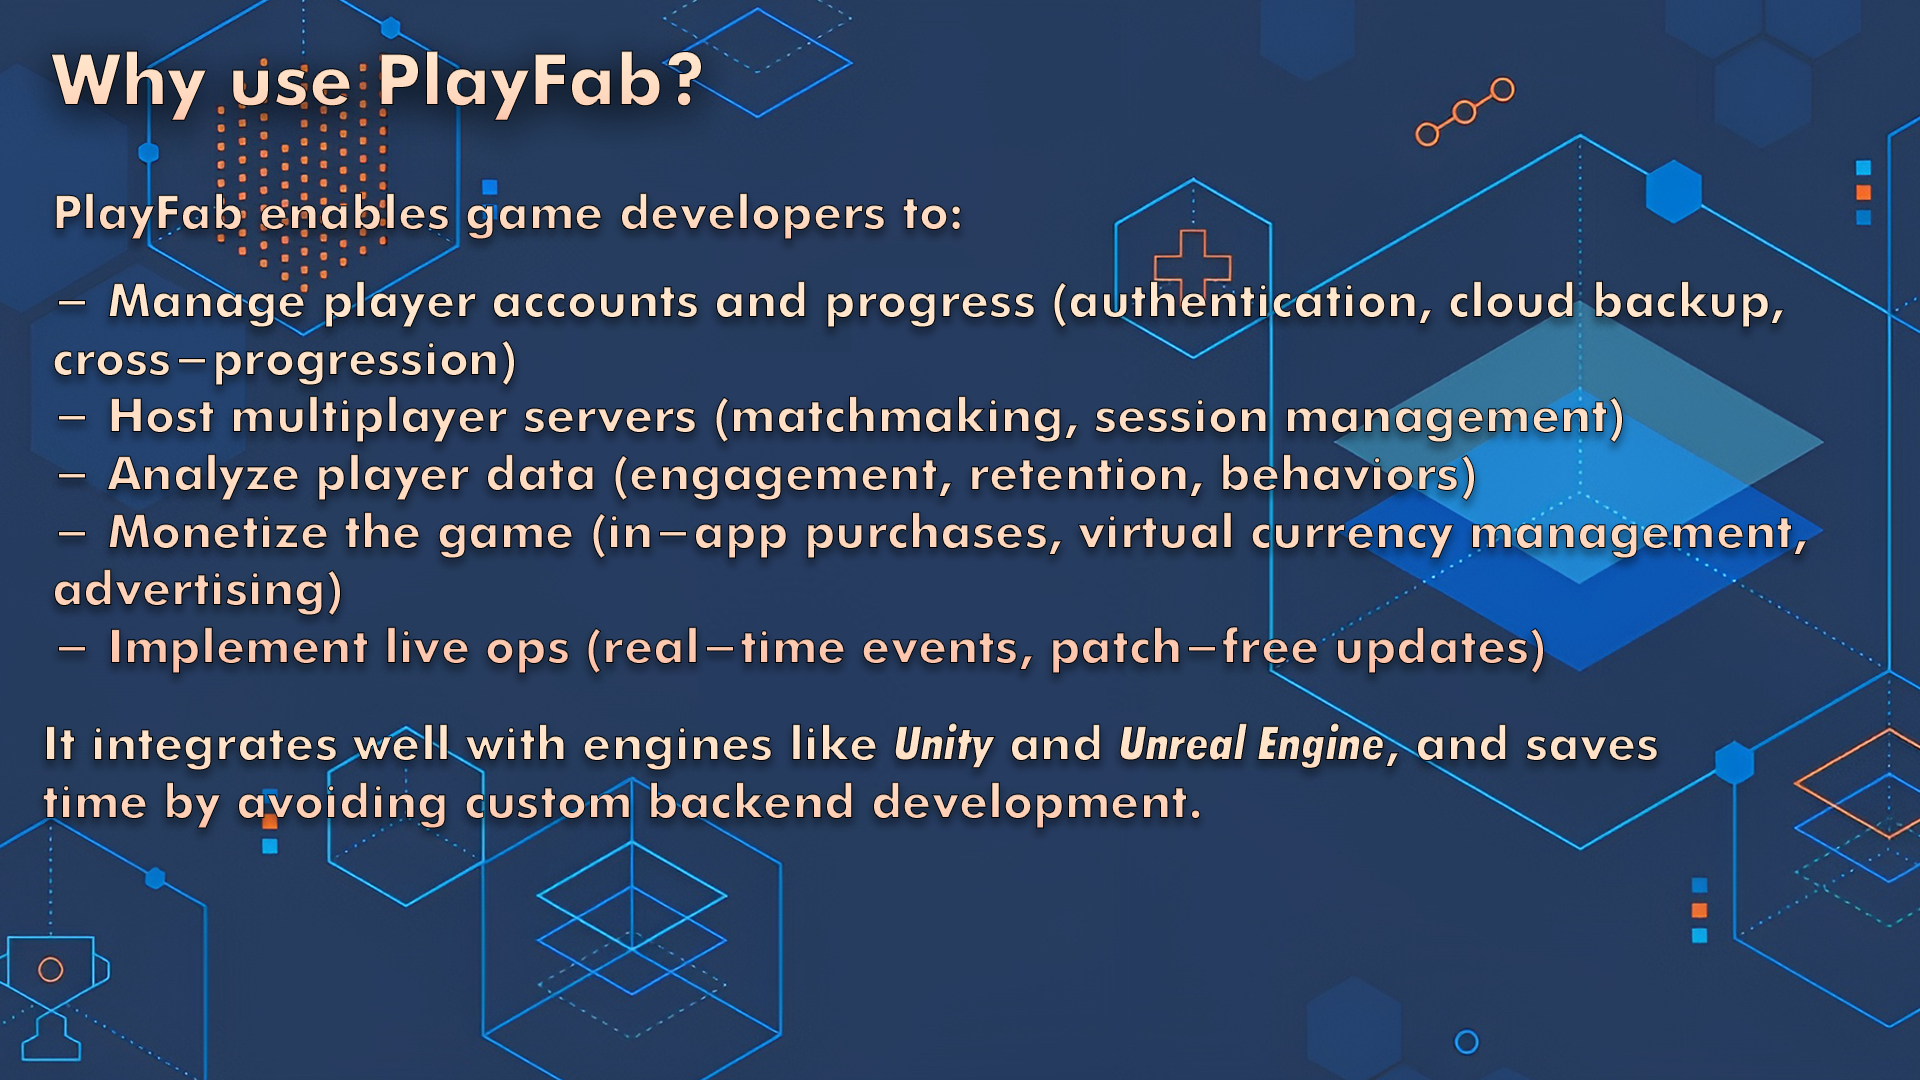 Why use PlayFab?
PlayFab enables game developers to:
– Manage player accounts and progress (authentication, cloud backup,
cross–progression)
– Host multiplayer servers (matchmaking, session management)
– Analyze player data (engagement, retention, behaviors)
– Monetize the game (in–app purchases, virtual currency management,
advertising)
– Implement live ops (real–time events, patch–free updates)
It integrates well with engines like Unity and Unreal Engine, and saves
time by avoiding custom backend development.